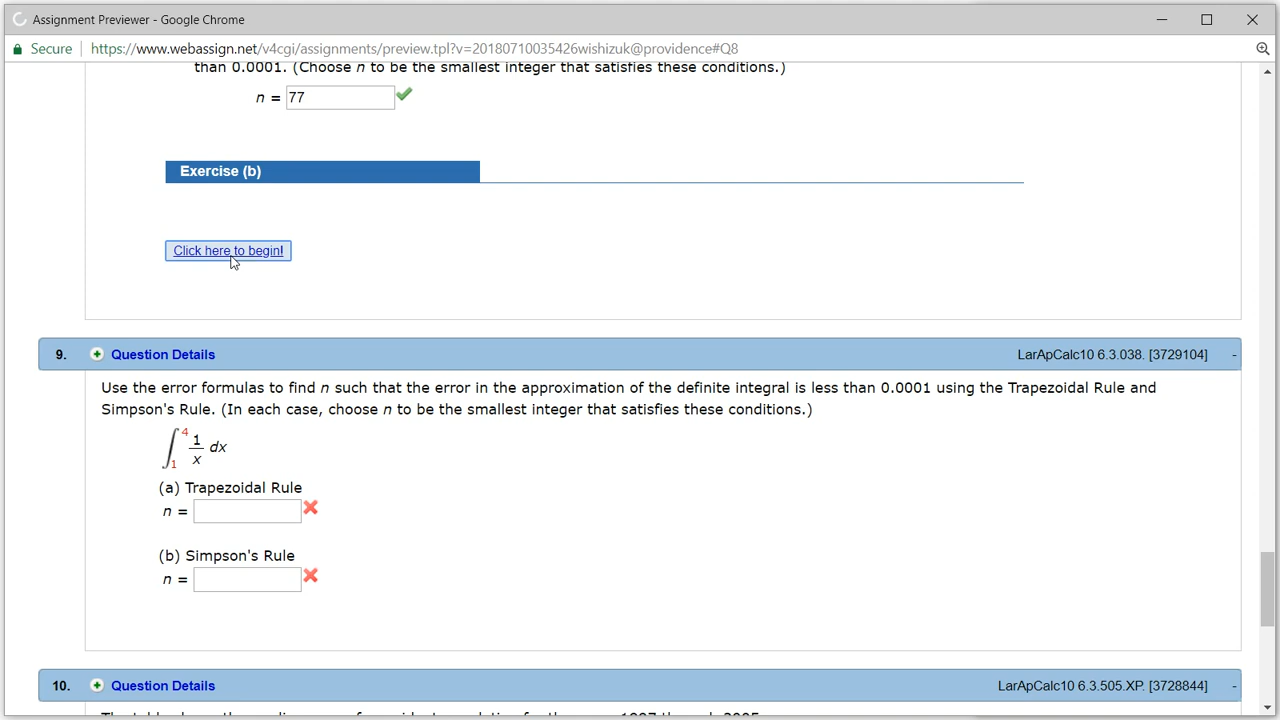 Assignment Previewer - Google Chrome
Secure https://www.webassign.net/v4cgi/assignments/preview.tpl?v=20180710035426wishizuk@providence#Q8
than 0.0001. (Choose n to be the smallest integer that satisfies these conditions.)
n = 77
Exercise (b)
Click here to begin!
9. Question Details LarApCalc10 6.3.038. [3729104] -
Use the error formulas to find n such that the error in the approximation of the definite integral is less than 0.0001 using the Trapezoidal Rule and
Simpson's Rule. (In each case, choose n to be the smallest integer that satisfies these conditions.)
∫₁⁴ 1/x dx
(a) Trapezoidal Rule
n =
(b) Simpson's Rule
n =
10. Question Details LarApCalc10 6.3.505.XP. [3728844] -